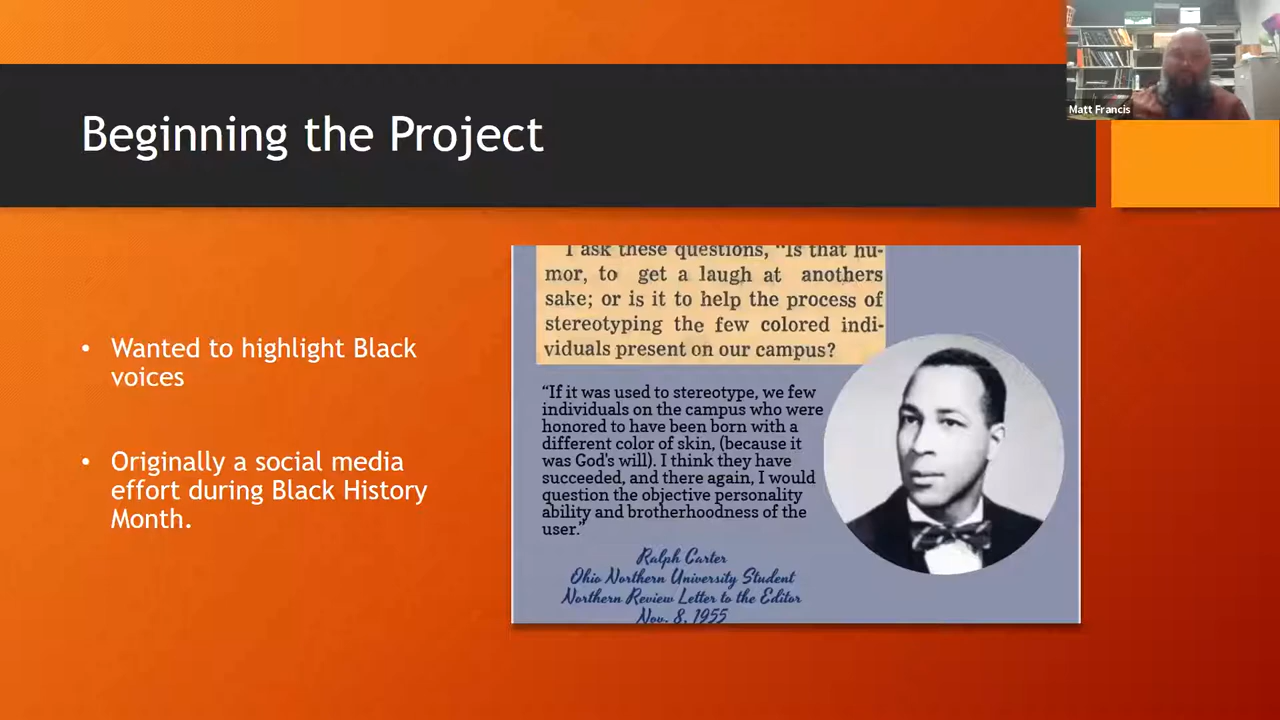 Matt Francis
Beginning the Project
• Wanted to highlight Black
voices
• Originally a social media
effort during Black History
Month.
I ask these questions, "Is that hu-
mor, to get a laugh at anothers
sake; or is it to help the process of
stereotyping the few colored indi-
viduals present on our campus?
“If it was used to stereotype, we few
individuals on the campus who were
honored to have been born with a
different color of skin, (because it
was God's will). I think they have
succeeded, and there again, I would
question the objective personality
ability and brotherhoodness of the
user.”
Ralph Carter
Ohio Northern University Student
Northern Review Letter to the Editor
Nov. 8, 1955